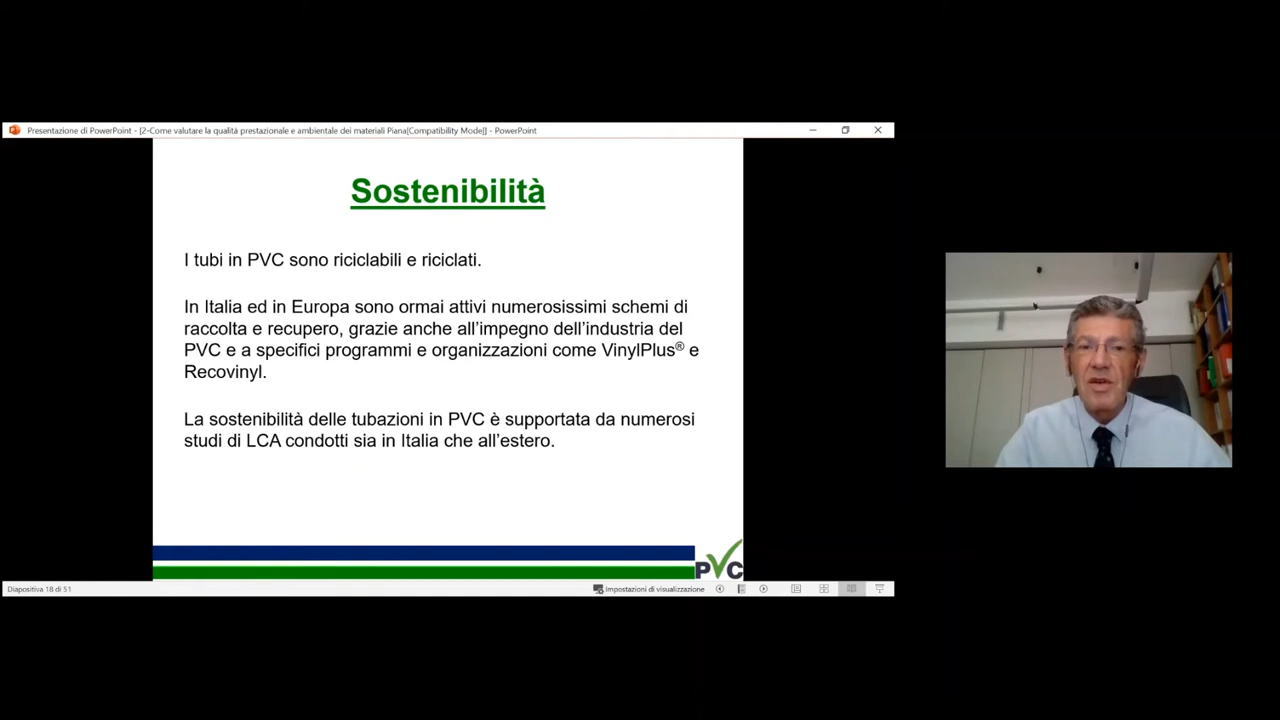 Presentazione di PowerPoint - [2-Come valutare la qualità prestazionale e ambientale dei materiali Piana[Compatibility Mode]] - PowerPoint
Sostenibilità
I tubi in PVC sono riciclabili e riciclati.
In Italia ed in Europa sono ormai attivi numerosissimi schemi di
raccolta e recupero, grazie anche all’impegno dell’industria del
PVC e a specifici programmi e organizzazioni come VinylPlus® e
Recovinyl.
La sostenibilità delle tubazioni in PVC è supportata da numerosi
studi di LCA condotti sia in Italia che all’estero.
PVC
Diapositiva 18 di 51
Impostazioni di visualizzazione